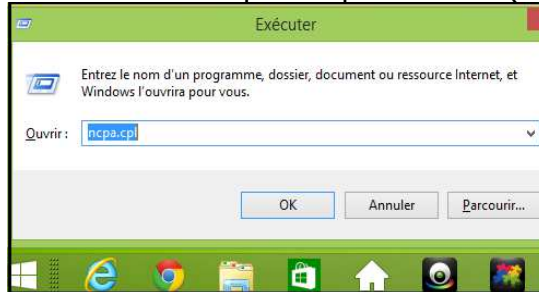 Exécuter
Entrez le nom d'un programme, dossier, document ou ressource Internet, et
Windows l'ouvrira pour vous.
Ouvrir :
ncpa.cpl
OK
Annuler
Parcourir...